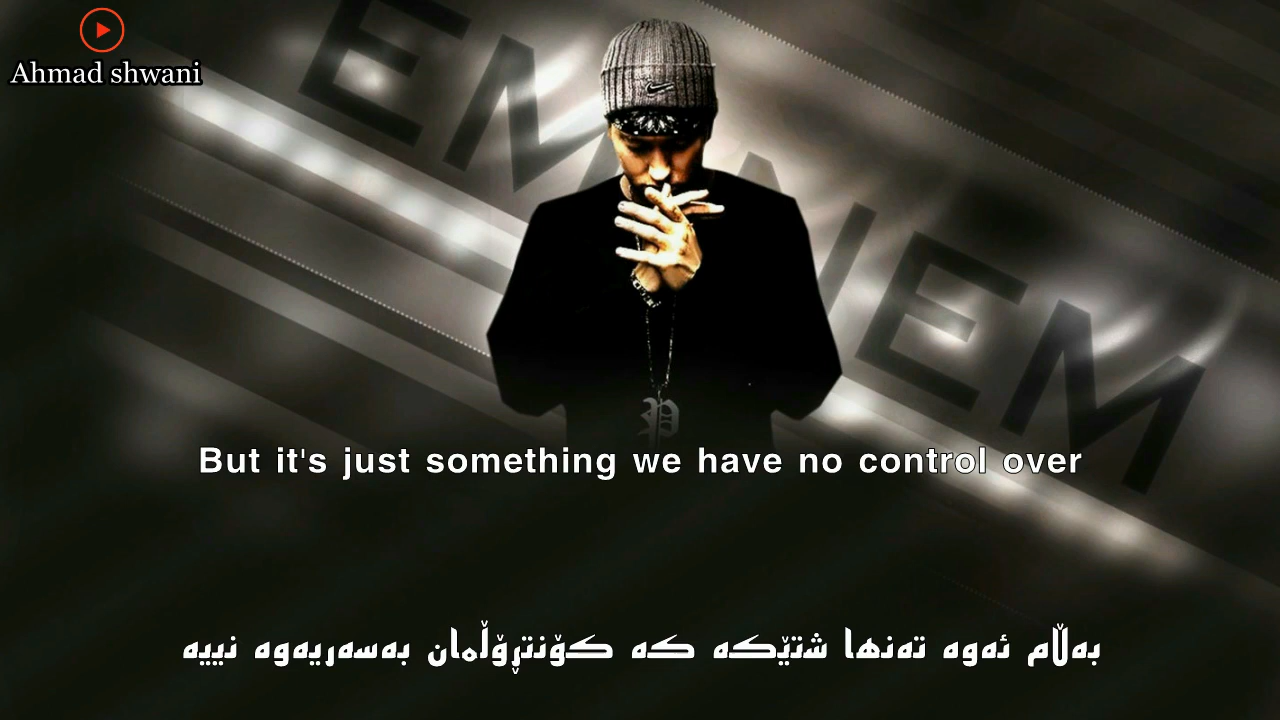 Ahmad shwani
EMINEM
But it's just something we have no control over
بەڵام ئەوە تەنها شتێکە کە کۆنتڕۆڵمان بەسەریەوە نییە